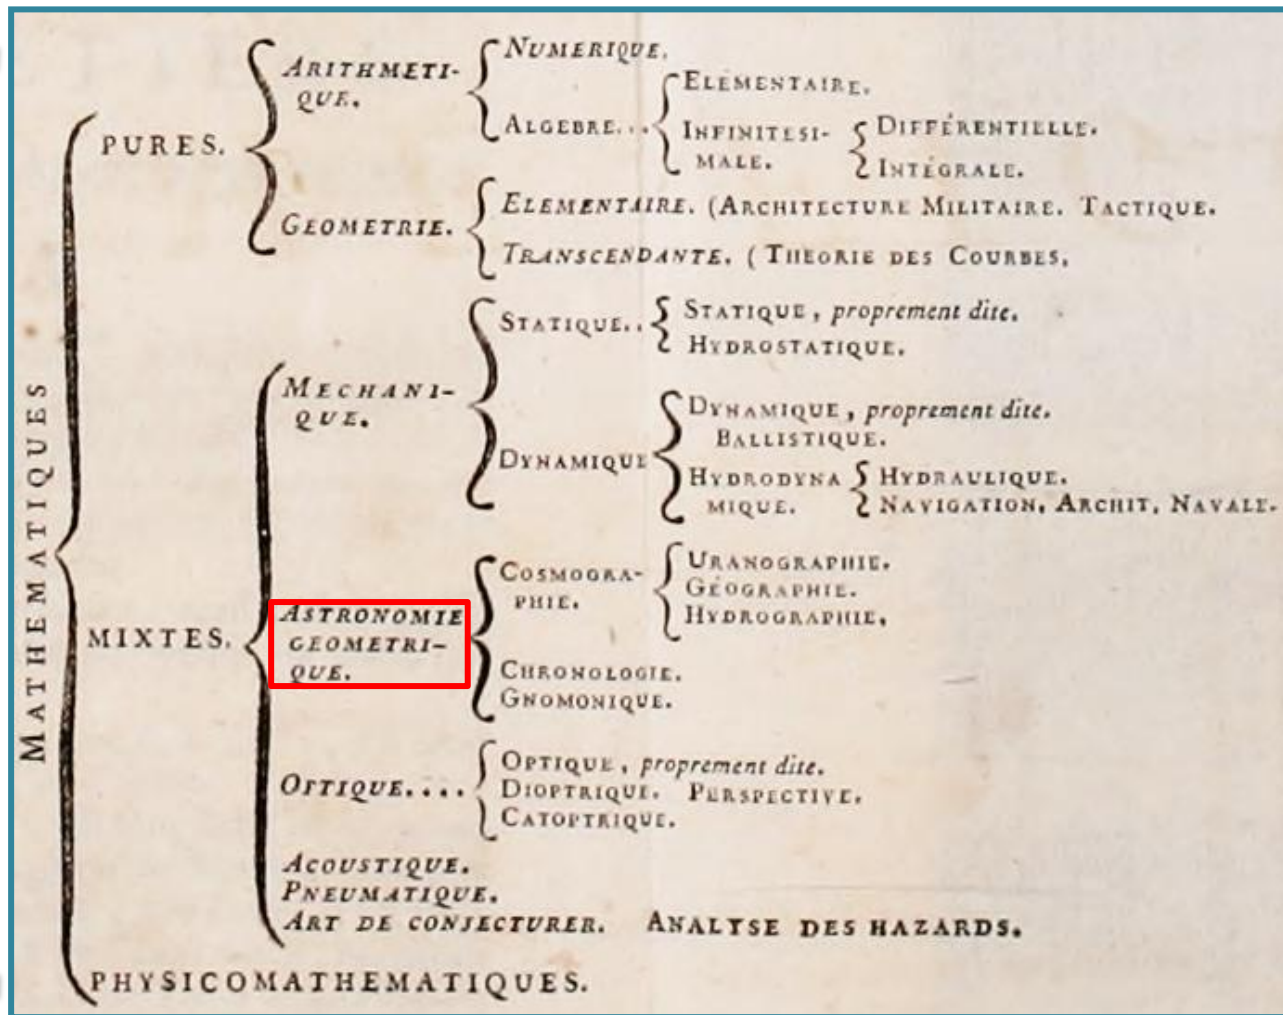 MATHEMATIQUES
PURES.
ARITHMETI-
QUE.
NUMERIQUE.
ALGEBRE...
ELEMENTAIRE.
INFINITESI-
MALE.
DIFFÉRENTIELLE.
INTÉGRALE.
GEOMETRIE.
ELEMENTAIRE. (ARCHITECTURE MILITAIRE. TACTIQUE.
TRANSCENDANTE. (THEORIE DES COURBES.
MIXTES.
MECHANI-
QUE.
STATIQUE..
STATIQUE, proprement dite.
HYDROSTATIQUE.
DYNAMIQUE
DYNAMIQUE, proprement dite.
BALLISTIQUE.
HYDRODYNA
MIQUE.
HYDRAULIQUE.
NAVIGATION. ARCHIT. NAVALE.
ASTRONOMIE
GEOMETRI-
QUE.
COSMOGRA-
PHIE.
URANOGRAPHIE.
GÉOGRAPHIE.
HYDROGRAPHIE.
CHRONOLOGIE.
GNOMONIQUE.
OPTIQUE....
OPTIQUE, proprement dite.
DIOPTRIQUE. PERSPECTIVE.
CATOPTRIQUE.
ACOUSTIQUE.
PNEUMATIQUE.
ART DE CONJECTURER. ANALYSE DES HAZARDS.
PHYSICOMATHEMATIQUES.